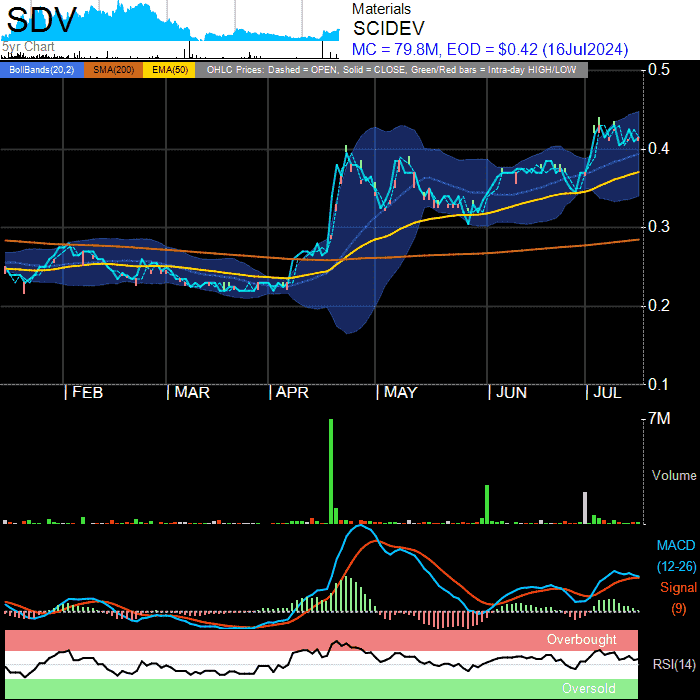 SDV
5yr Chart
Materials
SCIDEV
MC = 79.8M, EOD = $0.42 (16Jul2024)
BollBands(20,2) SMA(200) EMA(50) OHLC Prices: Dashed = OPEN, Solid = CLOSE, Green/Red bars = Intra-day HIGH/LOW
0.5
0.4
0.3
0.2
0.1
| FEB | MAR | APR | MAY | JUN | JUL
7M
Volume
MACD
(12-26)
Signal
(9)
Overbought
RSI(14)
Oversold